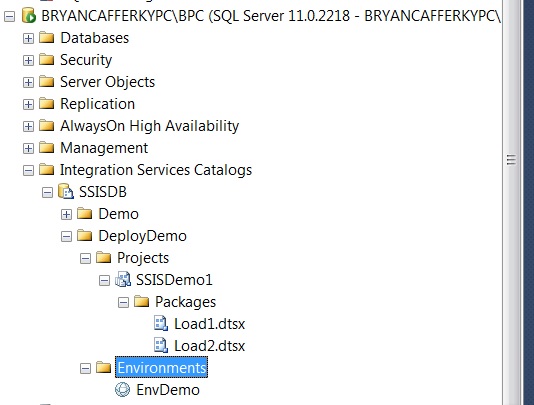 BRYANCAFFERKYPC\BPC (SQL Server 11.0.2218 - BRYANCAFFERKYPC\
Databases
Security
Server Objects
Replication
AlwaysOn High Availability
Management
Integration Services Catalogs
SSISDB
Demo
DeployDemo
Projects
SSISDemo1
Packages
Load1.dtsx
Load2.dtsx
Environments
EnvDemo